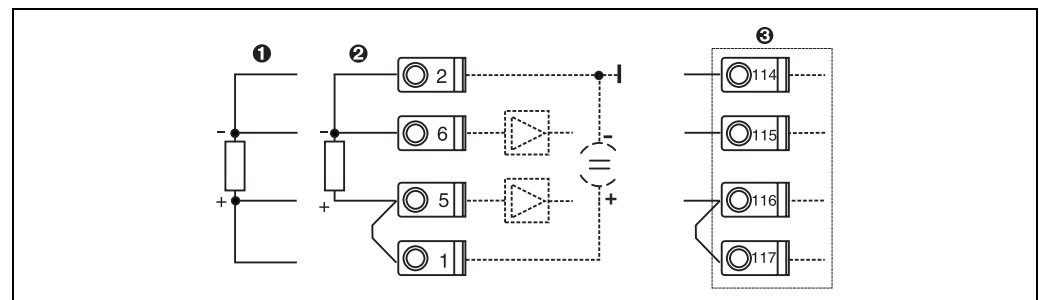 ❶ ❷ ❸
2 114
- - 6 - 115
+ + 5 + 116
1 117